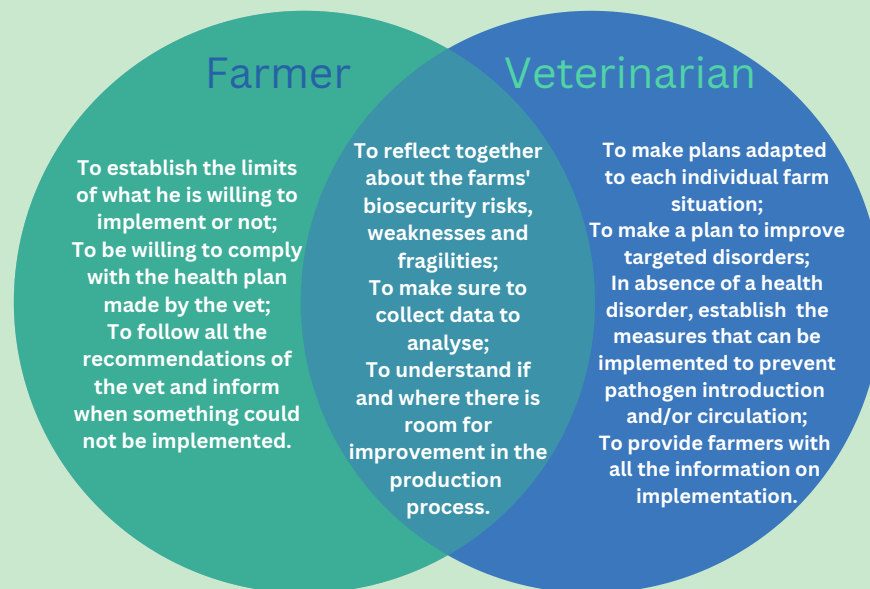 Farmer
To establish the limits
of what he is willing to
implement or not;
To be willing to comply
with the health plan
made by the vet;
To follow all the
recommendations of
the vet and inform
when something could
not be implemented.
To reflect together
about the farms'
biosecurity risks,
weaknesses and
fragilities;
To make sure to
collect data to
analyse;
To understand if
and where there is
room for
improvement in the
production
process.
Veterinarian
To make plans adapted
to each individual farm
situation;
To make a plan to improve
targeted disorders;
In absence of a health
disorder, establish the
measures that can be
implemented to prevent
pathogen introduction
and/or circulation;
To provide farmers with
all the information on
implementation.